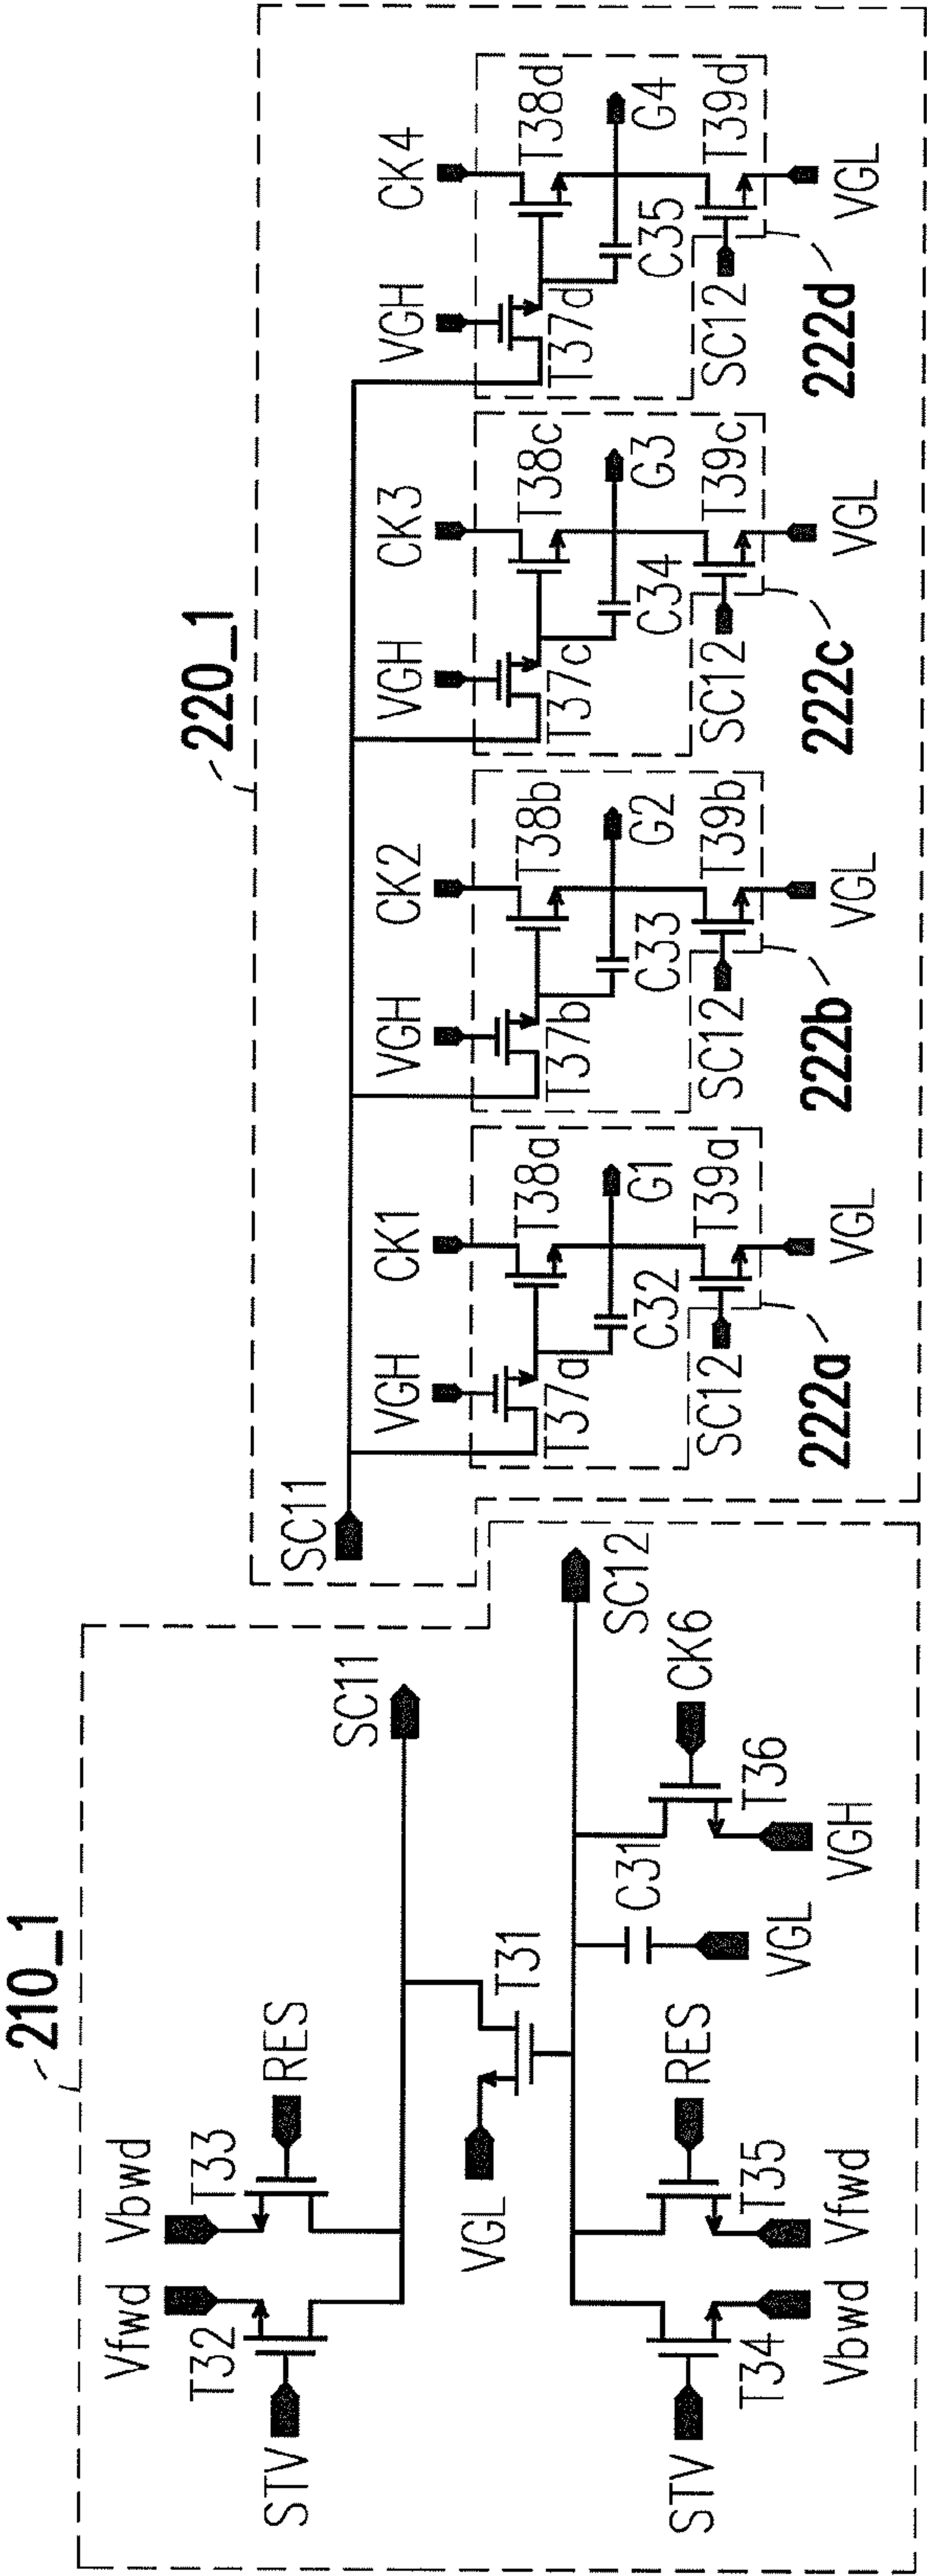 210_1
Vfwd
Vbwd
STV
T32
T33
RES
SC11
VGL
T31
SC12
STV
T34
Vbwd
T35
RES
Vfwd
VGL
C31
T36
CK6
VGH
220_1
SC11
VGH
CK1
T37a
T38a
C32
G1
SC12
T39a
VGL
222a
VGH
CK2
T37b
T38b
C33
G2
SC12
T39b
VGL
222b
VGH
CK3
T37c
T38c
C34
G3
SC12
T39c
VGL
222c
VGH
CK4
T37d
T38d
C35
G4
SC12
T39d
VGL
222d